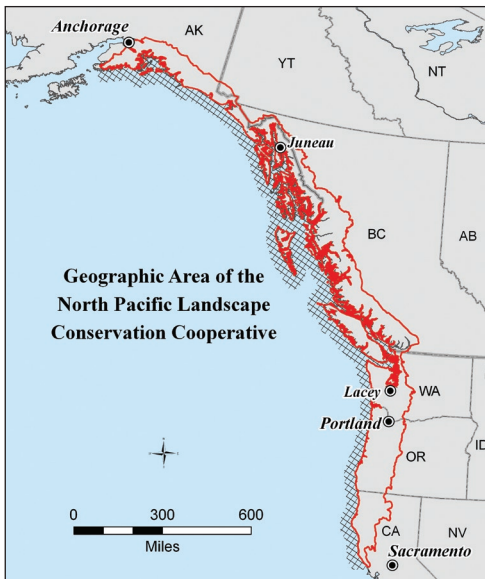 Anchorage
AK
YT
NT
Juneau
BC
AB
Geographic Area of the
North Pacific Landscape
Conservation Cooperative
Lacey
WA
Portland
OR
ID
0 300 600
Miles
CA
NV
Sacramento